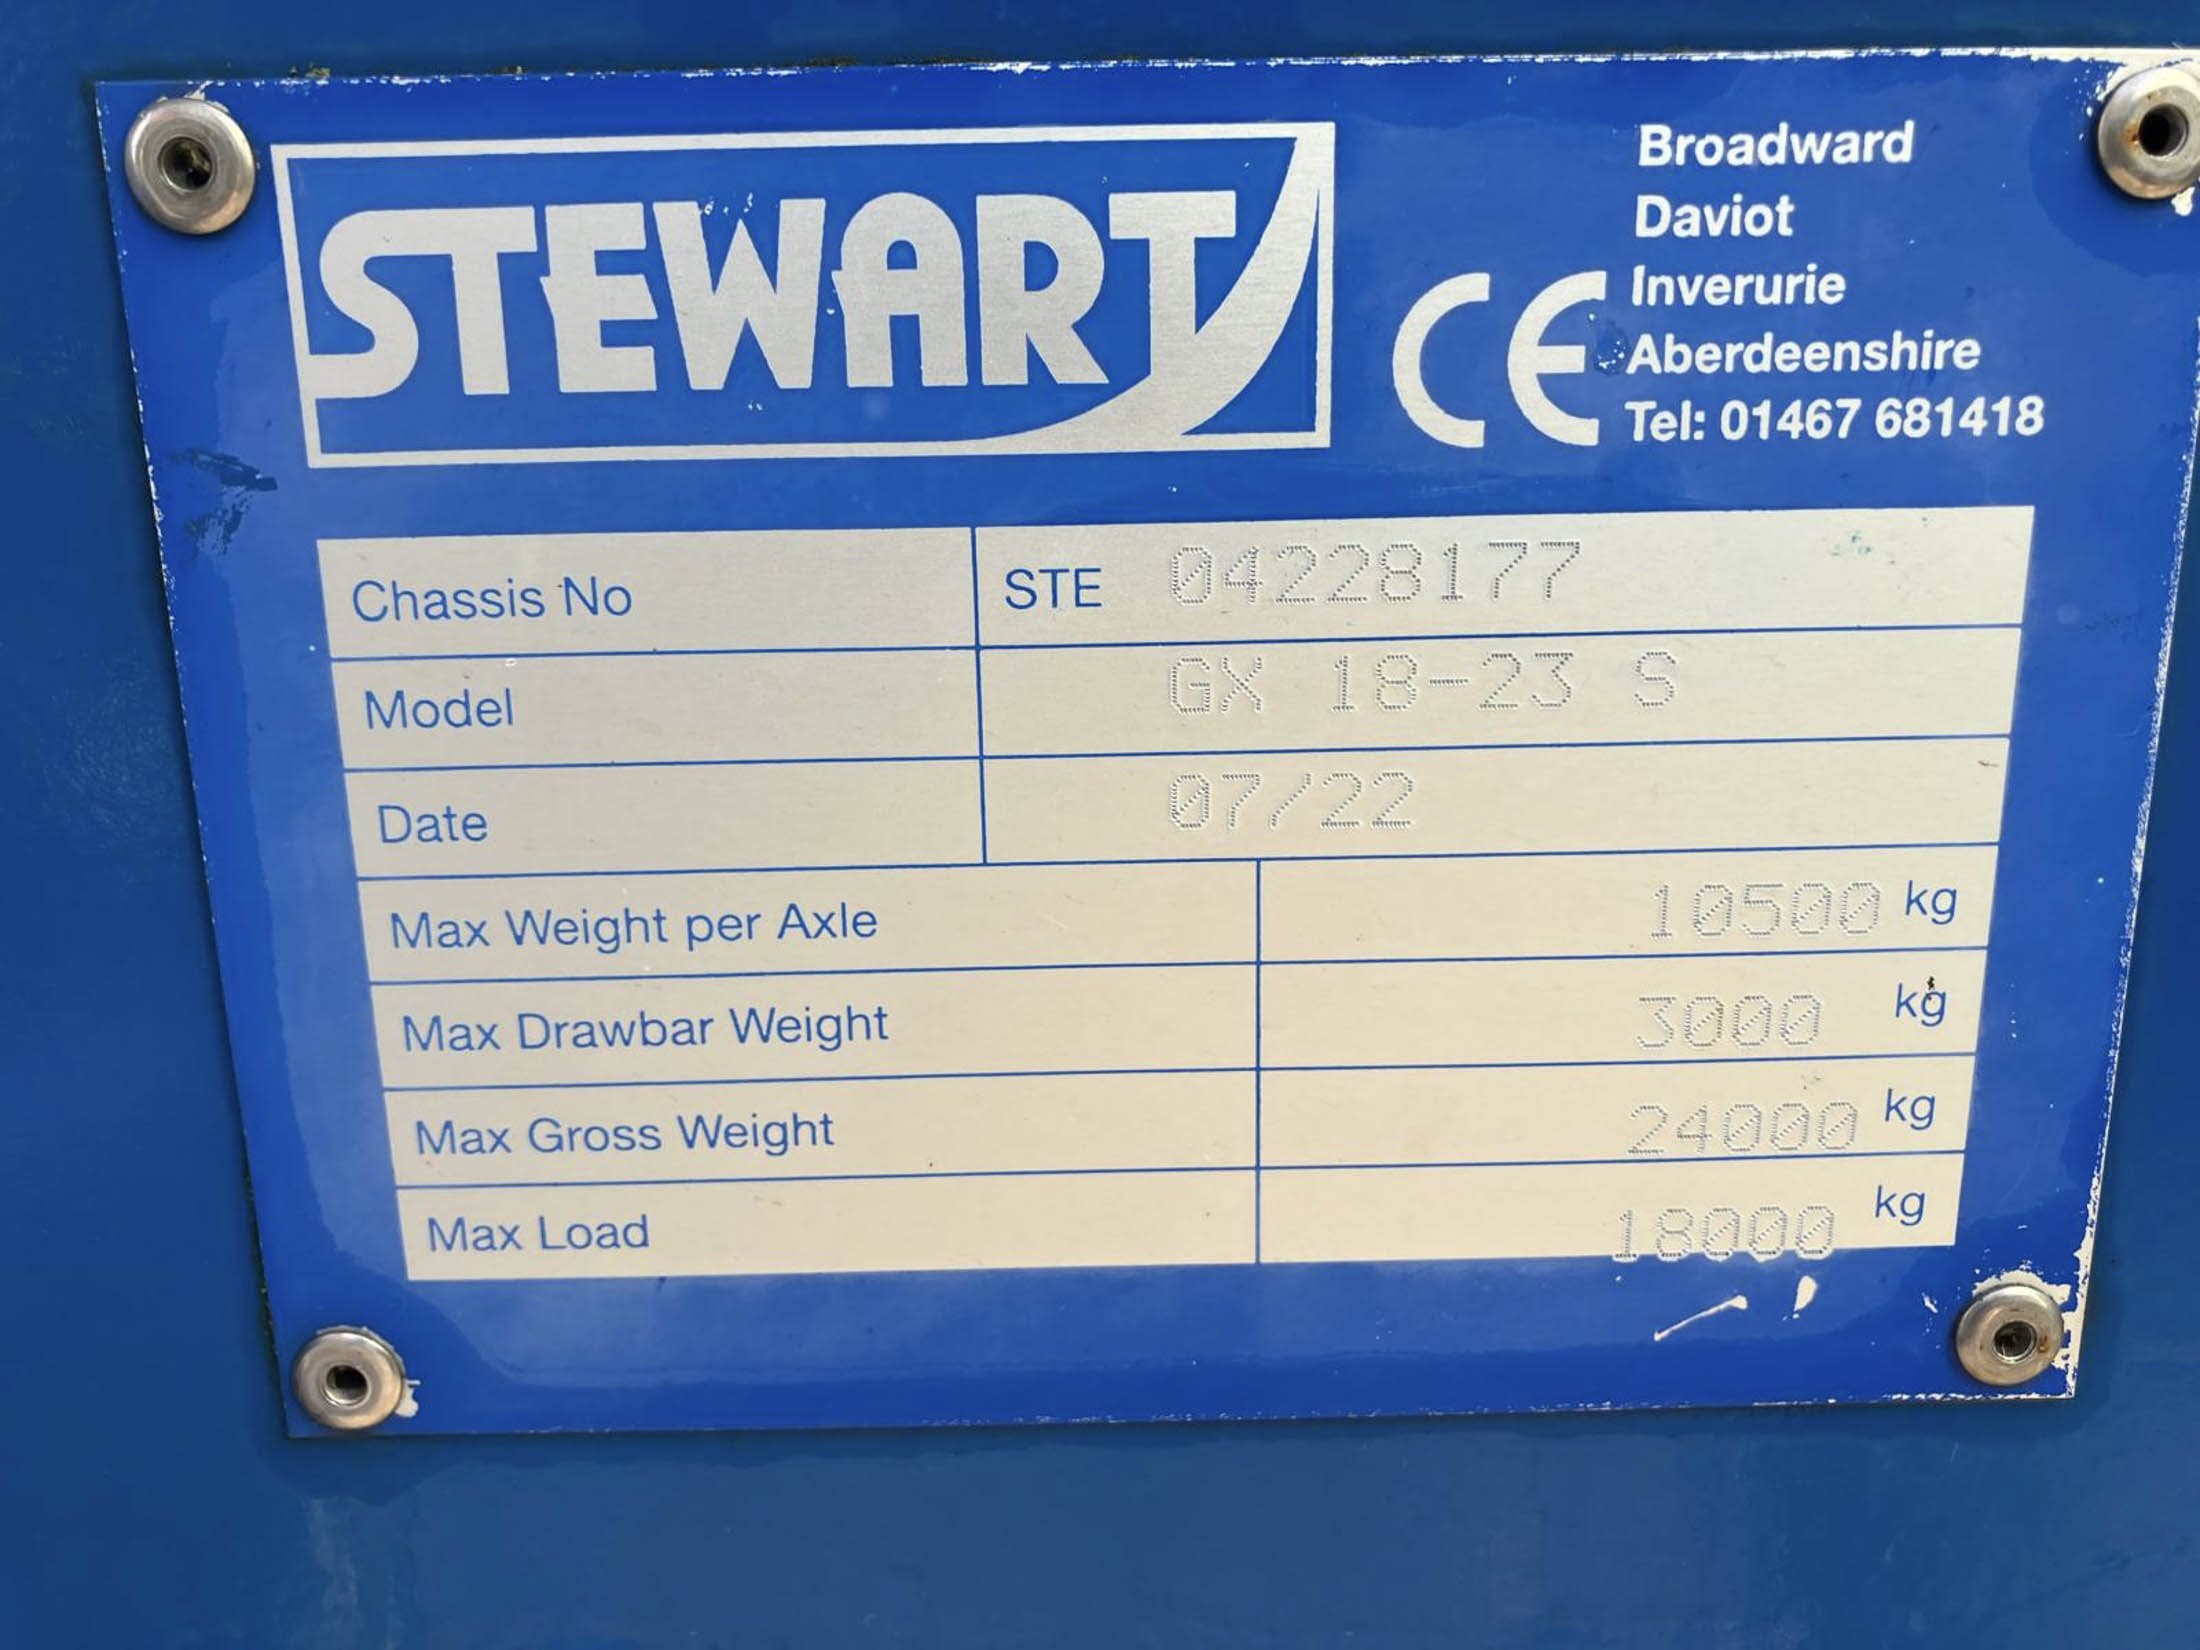 STEWART
CE
Broadward
Daviot
Inverurie
Aberdeenshire
Tel: 01467 681418
Chassis No STE 04228177
Model GX 18-23 S
Date 07/22
Max Weight per Axle 10500 kg
Max Drawbar Weight 3000 kg
Max Gross Weight 24000 kg
Max Load 18000 kg